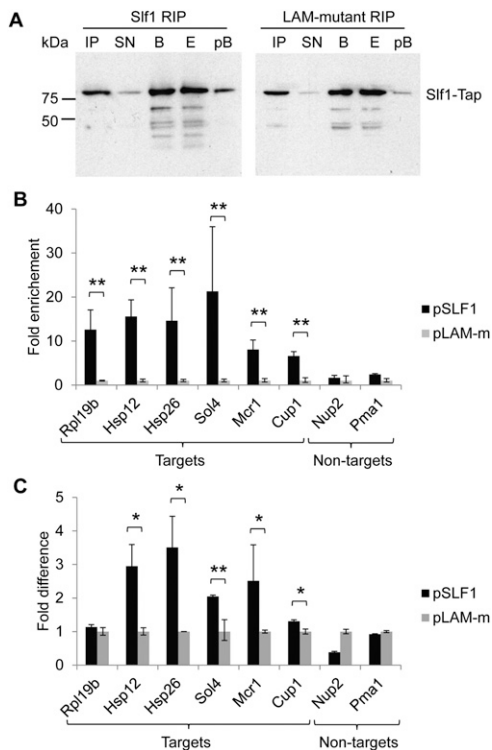 A
Slf1 RIP LAM-mutant RIP
kDa IP SN B E pB IP SN B E pB
75
50
Slf1-Tap
B
Fold enrichement
40
30
20
10
0
** ** ** ** ** **
pSLF1
pLAM-m
Rpl19b Hsp12 Hsp26 Sol4 Mcr1 Cup1 Nup2 Pma1
Targets Non-targets
C
Fold difference
5
4
3
2
1
0
* * ** * *
pSLF1
pLAM-m
Rpl19b Hsp12 Hsp26 Sol4 Mcr1 Cup1 Nup2 Pma1
Targets Non-targets